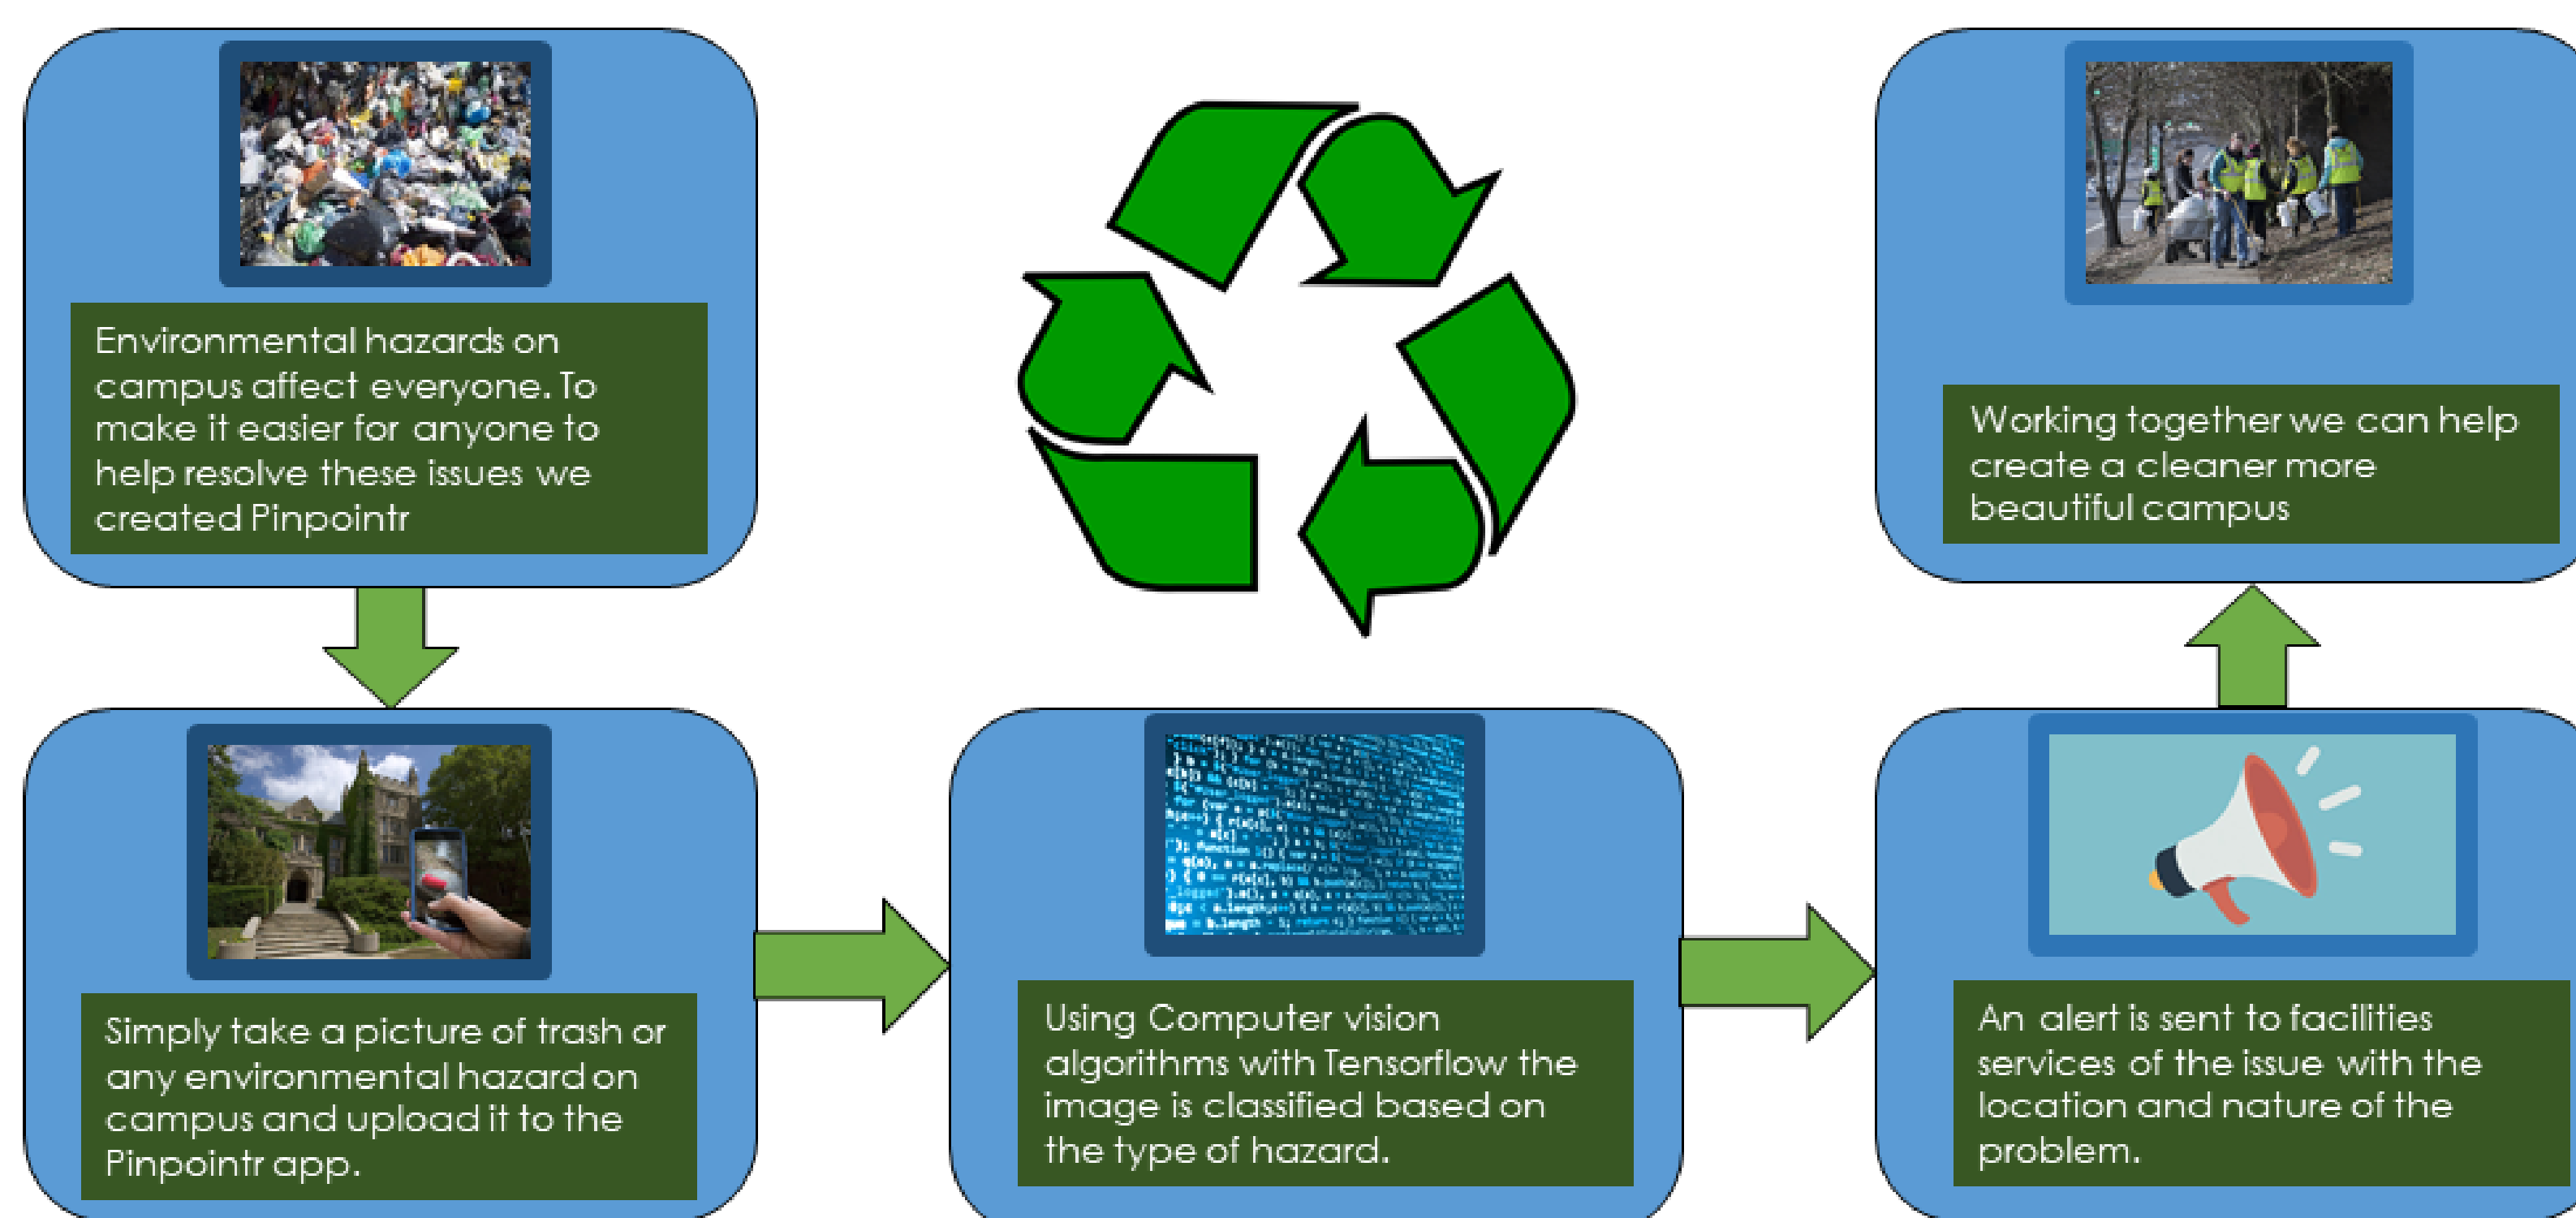 Environmental hazards on
campus affect everyone. To
make it easier for anyone to
help resolve these issues we
created Pinpointr
Simply take a picture of trash or
any environmental hazard on
campus and upload it to the
Pinpointr app.
Using Computer vision
algorithms with Tensorflow the
image is classified based on
the type of hazard.
An alert is sent to facilities
services of the issue with the
location and nature of the
problem.
Working together we can help
create a cleaner more
beautiful campus